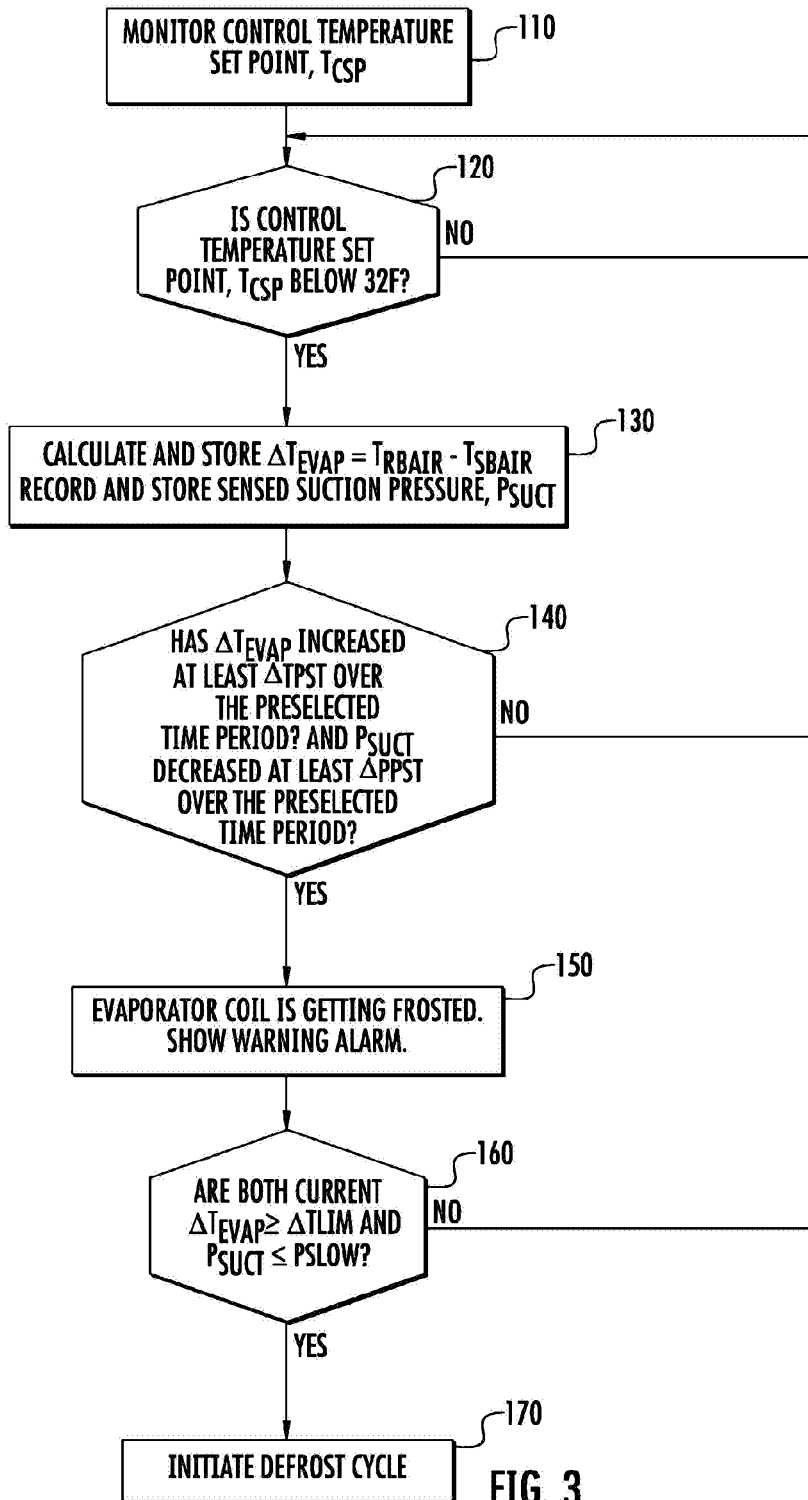 MONITOR CONTROL TEMPERATURE
SET POINT, TCSP
110
120
IS CONTROL
TEMPERATURE SET
POINT, TCSP BELOW 32F?
NO
YES
130
CALCULATE AND STORE ΔTEVAP = TRBAIR - TSBAIR
RECORD AND STORE SENSED SUCTION PRESSURE, PSUCT
140
HAS ΔTEVAP INCREASED
AT LEAST ΔTPST OVER
THE PRESELECTED
TIME PERIOD? AND PSUCT
DECREASED AT LEAST ΔPPST
OVER THE PRESELECTED
TIME PERIOD?
NO
YES
150
EVAPORATOR COIL IS GETTING FROSTED.
SHOW WARNING ALARM.
160
ARE BOTH CURRENT
ΔTEVAP ≥ ΔTLIM AND
PSUCT ≤ PSLOW?
NO
YES
170
INITIATE DEFROST CYCLE
FIG. 3